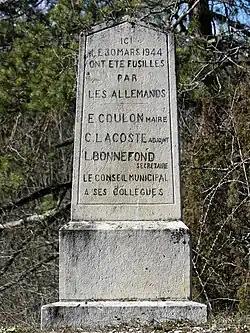 ICI
LE 30 MARS 1944
ONT ETE FUSILLES
PAR
LES ALLEMANDS
E.COULON MAIRE
C.LACOSTE ADJOINT
L.BONNEFOND
SECRETAIRE
LE CONSEIL MUNICIPAL
A SES COLLEGUES